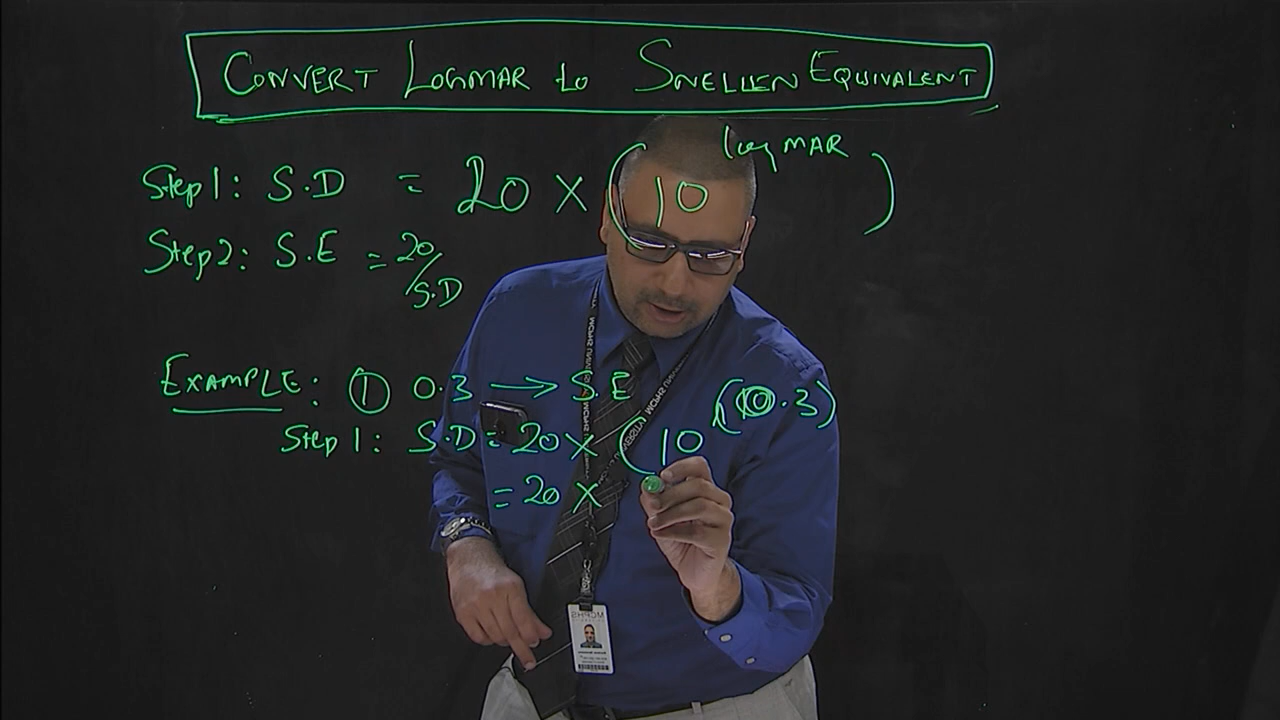 CONVERT LOGMAR to SNELLEN EQUIVALENT
Step 1: S.D = 20 X (10 logMAR)
Step 2: S.E = 20/S.D
EXAMPLE: ① 0.3 → S.E
Step 1: S.D = 20 X (10 (0.3)
= 20 X
MCPHS